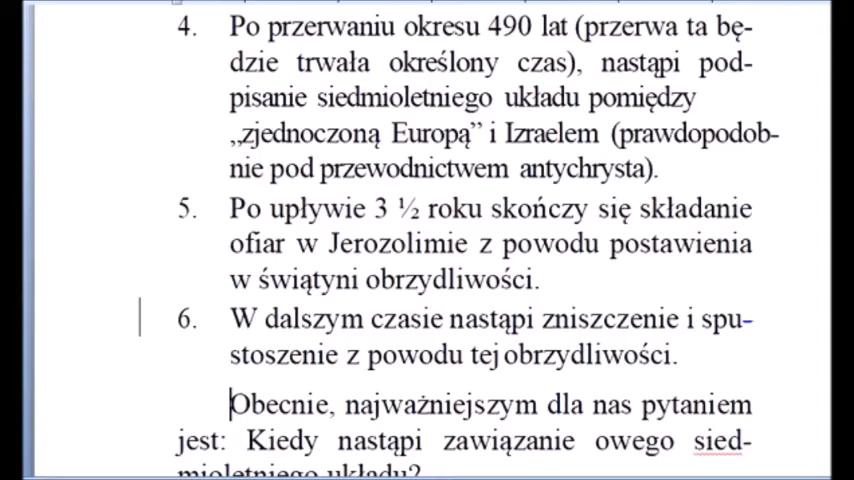 4. Po przerwaniu okresu 490 lat (przerwa ta bę-
dzie trwała określony czas), nastąpi pod-
pisanie siedmioletniego układu pomiędzy
„zjednoczoną Europą” i Izraelem (prawdopodob-
nie pod przewodnictwem antychrysta).
5. Po upływie 3 ½ roku skończy się składanie
ofiar w Jerozolimie z powodu postawienia
w świątyni obrzydliwości.
6. W dalszym czasie nastąpi zniszczenie i spu-
stoszenie z powodu tej obrzydliwości.
Obecnie, najważniejszym dla nas pytaniem
jest: Kiedy nastąpi zawiązanie owego sied-
mioletniego układu?